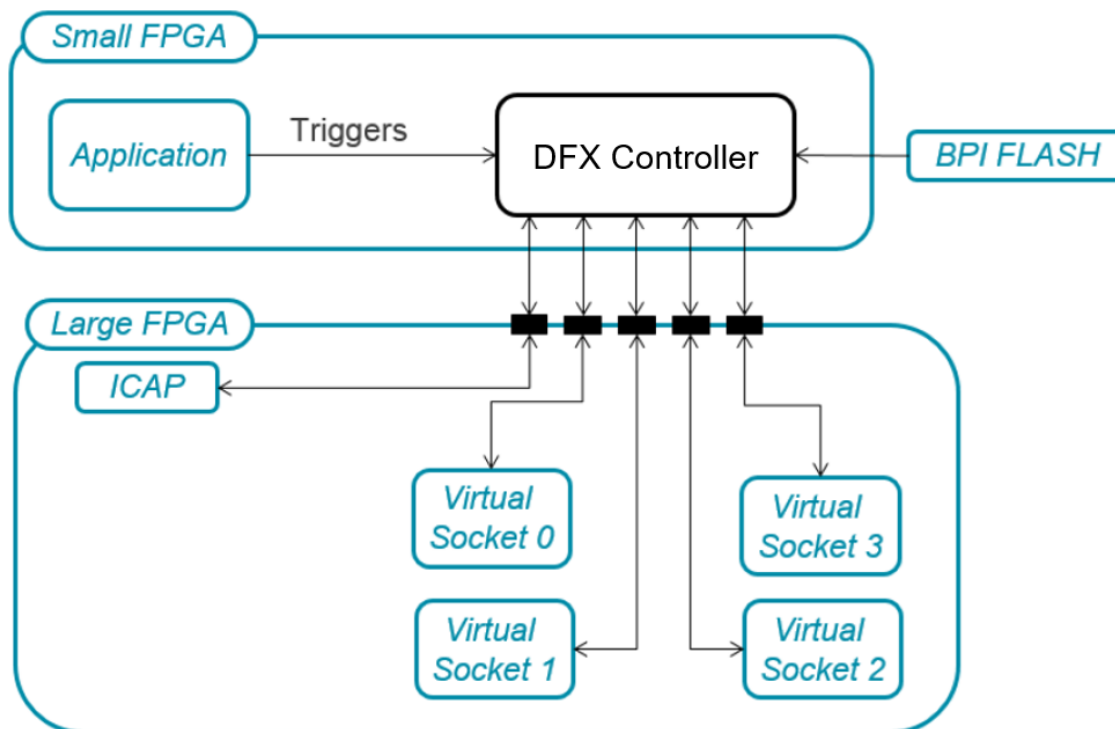 Small FPGA
Application
Triggers
DFX Controller
BPI FLASH
Large FPGA
ICAP
Virtual
Socket 0
Virtual
Socket 3
Virtual
Socket 1
Virtual
Socket 2